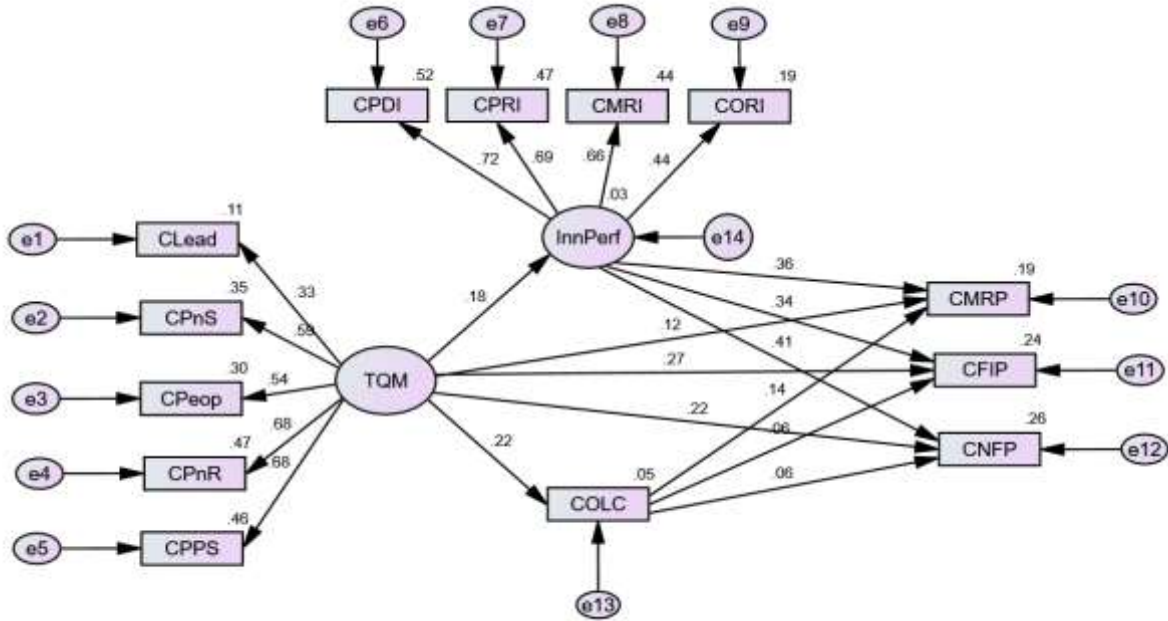 e6 e7 e8 e9
.52 .47 .44 .19
CPDI CPRI CMRI CORI
.72 .69 .66 .44
.03
.11
e1 CLead InnPerf e14
.33 .36 .19
.35 .18 CMRP e10
e2 CPnS .59 .34
.12 .41 .24
.30 TQM .27 CFIP e11
e3 CPeop .54 .14
.68 .22 .06 .26
.47 .68 .22 CNFP e12
e4 CPnR .05 .06
.46 COLC
e5 CPPS
e13